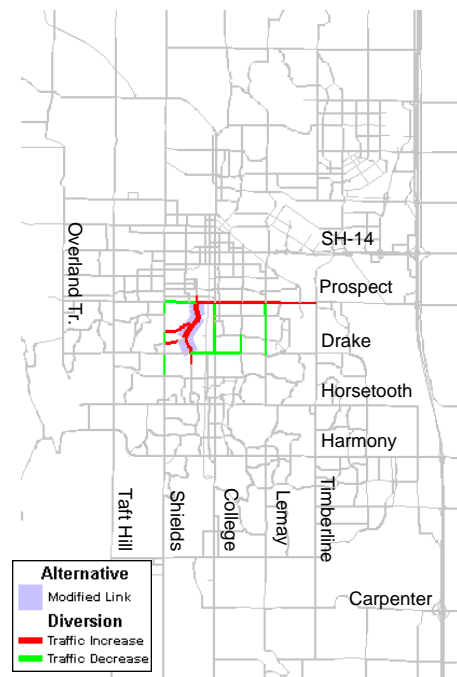 SH-14
Overland Tr.
Prospect
Drake
Horsetooth
Harmony
Taft Hill
Shields
College
Lemay
Timberline
Carpenter
Alternative
Modified Link
Diversion
Traffic Increase
Traffic Decrease